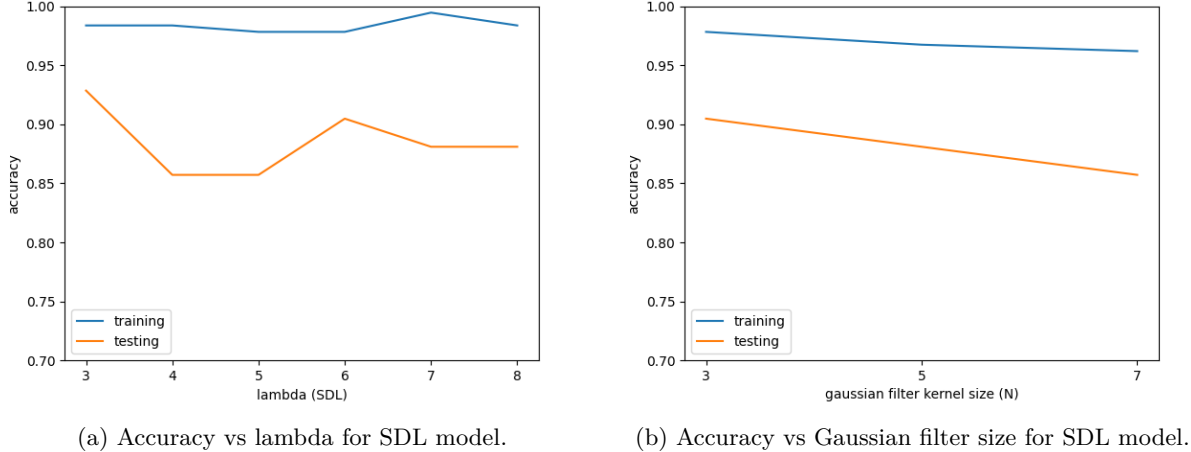 1.00
0.95
0.90
0.85
0.80
0.75
0.70
accuracy
training
testing
3 4 5 6 7 8
lambda (SDL)
(a) Accuracy vs lambda for SDL model.
1.00
0.95
0.90
0.85
0.80
0.75
0.70
accuracy
training
testing
3 5 7
gaussian filter kernel size (N)
(b) Accuracy vs Gaussian filter size for SDL model.